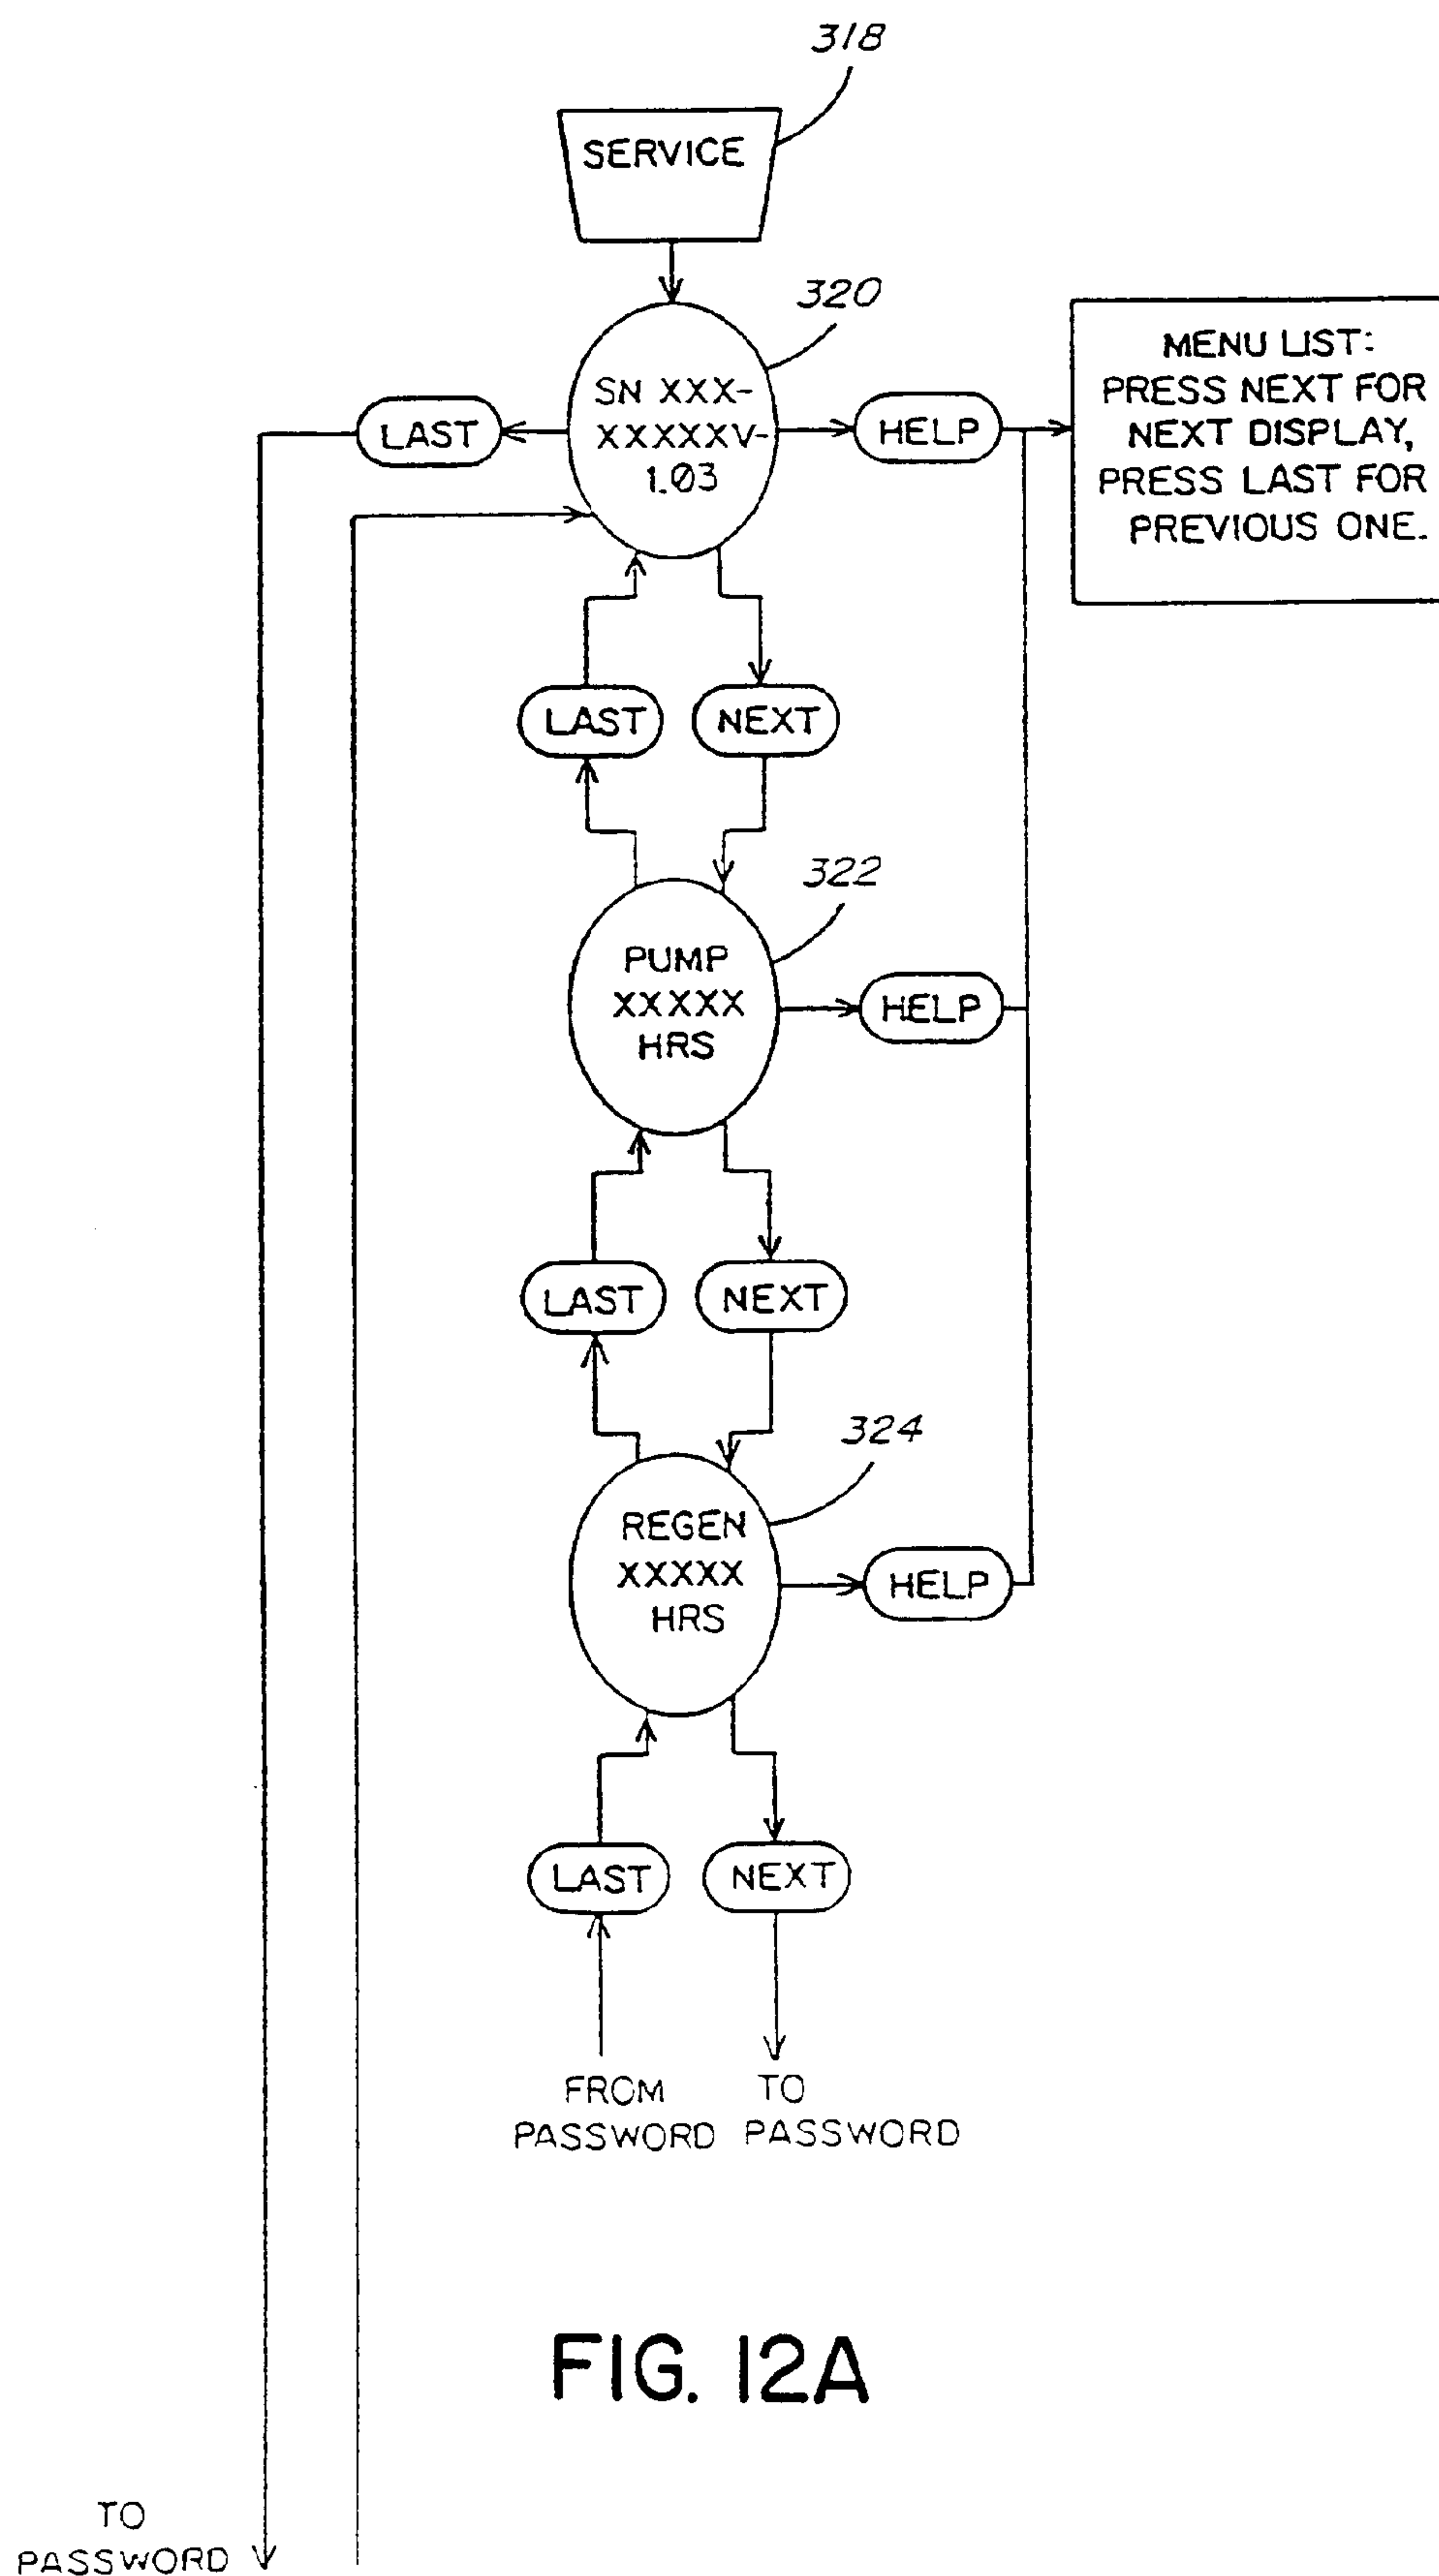 318
SERVICE
320
SN XXX-
XXXXXV-
1.03
LAST
HELP
MENU LIST:
PRESS NEXT FOR
NEXT DISPLAY,
PRESS LAST FOR
PREVIOUS ONE.
LAST
NEXT
322
PUMP
XXXXX
HRS
HELP
LAST
NEXT
324
REGEN
XXXXX
HRS
HELP
LAST
NEXT
FROM
PASSWORD
TO
PASSWORD
FIG. 12A
TO
PASSWORD